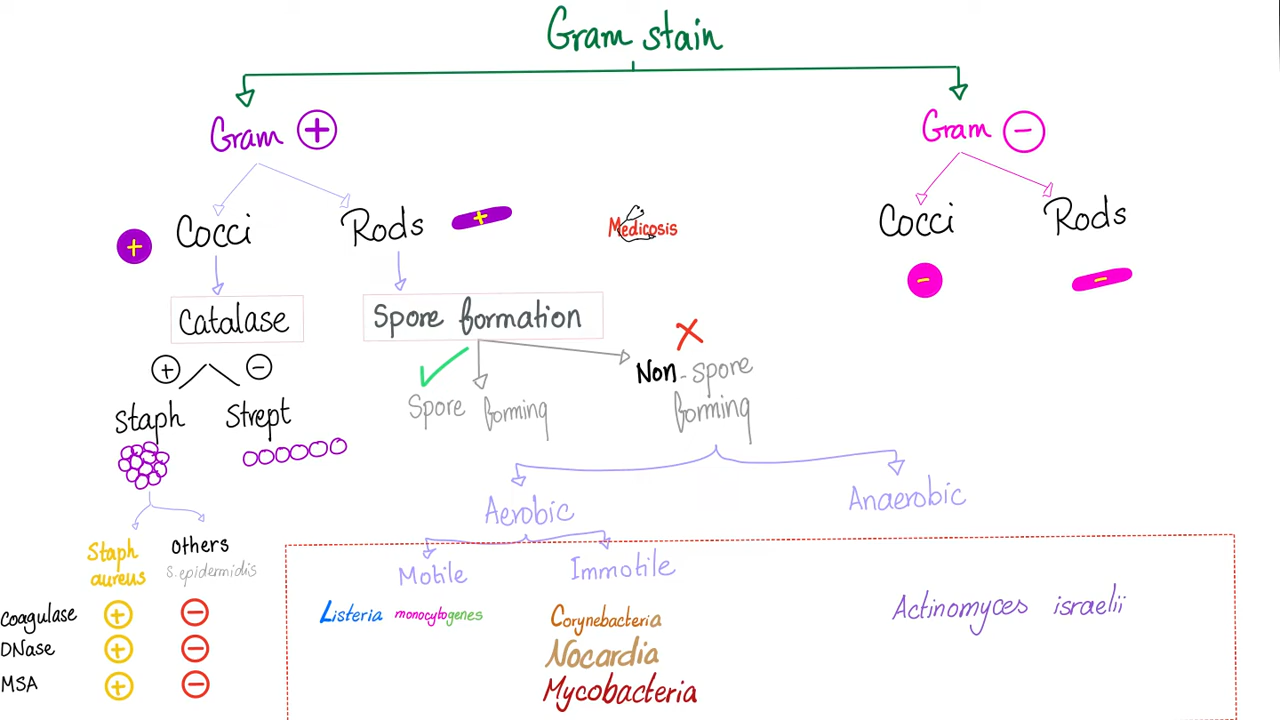 Gram stain
Gram +
Gram -
Cocci
Rods
+
+
Medicosis
Cocci
Rods
-
-
Catalase
Spore formation
+
-
Staph
Strept
Spore forming
Non-spore
forming
Aerobic
Anaerobic
Staph
aureus
others
S. epidermidis
Motile
Immotile
Coagulase + -
DNase + -
MSA + -
Listeria monocytogenes
Corynebacteria
Nocardia
Mycobacteria
Actinomyces israelii